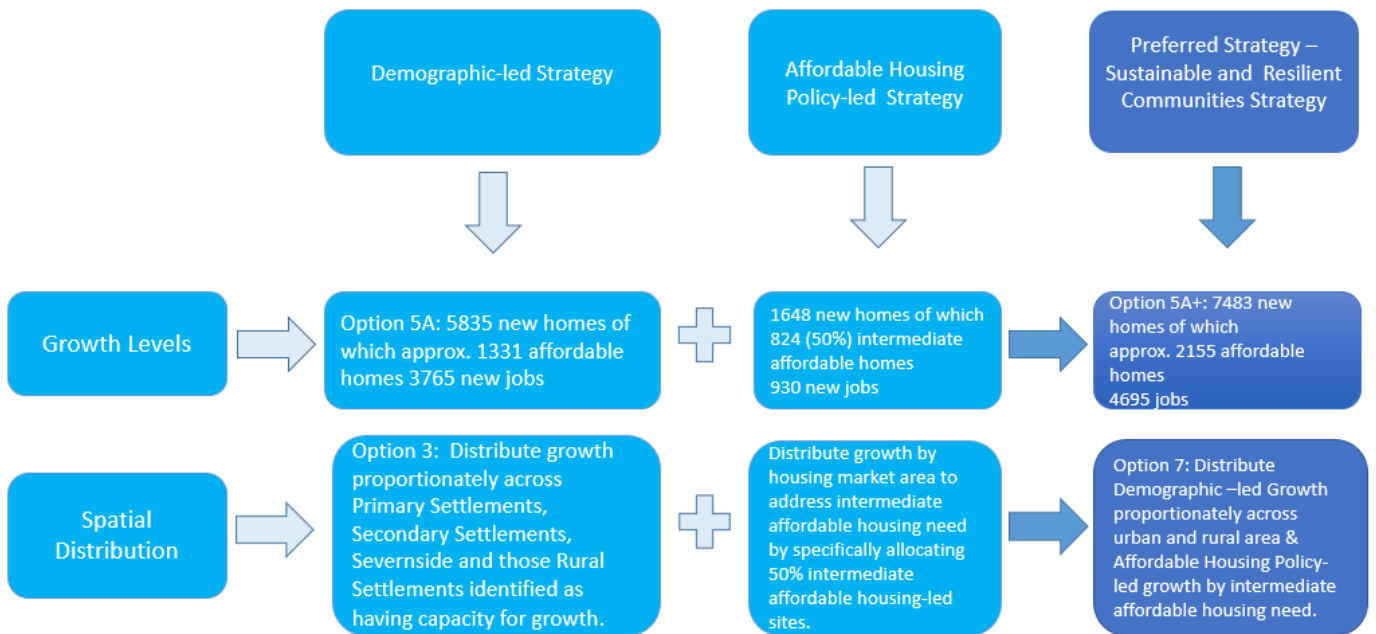 Demographic-led Strategy
Affordable Housing
Policy-led Strategy
Preferred Strategy –
Sustainable and Resilient
Communities Strategy
Growth Levels
Option 5A: 5835 new homes of
which approx. 1331 affordable
homes 3765 new jobs
1648 new homes of which
824 (50%) intermediate
affordable homes
930 new jobs
Option 5A+: 7483 new
homes of which
approx. 2155 affordable
homes
4695 jobs
Spatial
Distribution
Option 3: Distribute growth
proportionately across
Primary Settlements,
Secondary Settlements,
Severnside and those Rural
Settlements identified as
having capacity for growth.
Distribute growth by
housing market area to
address intermediate
affordable housing need
by specifically allocating
50% intermediate
affordable housing-led
sites.
Option 7: Distribute
Demographic –led Growth
proportionately across
urban and rural area &
Affordable Housing Policy-
led growth by intermediate
affordable housing need.